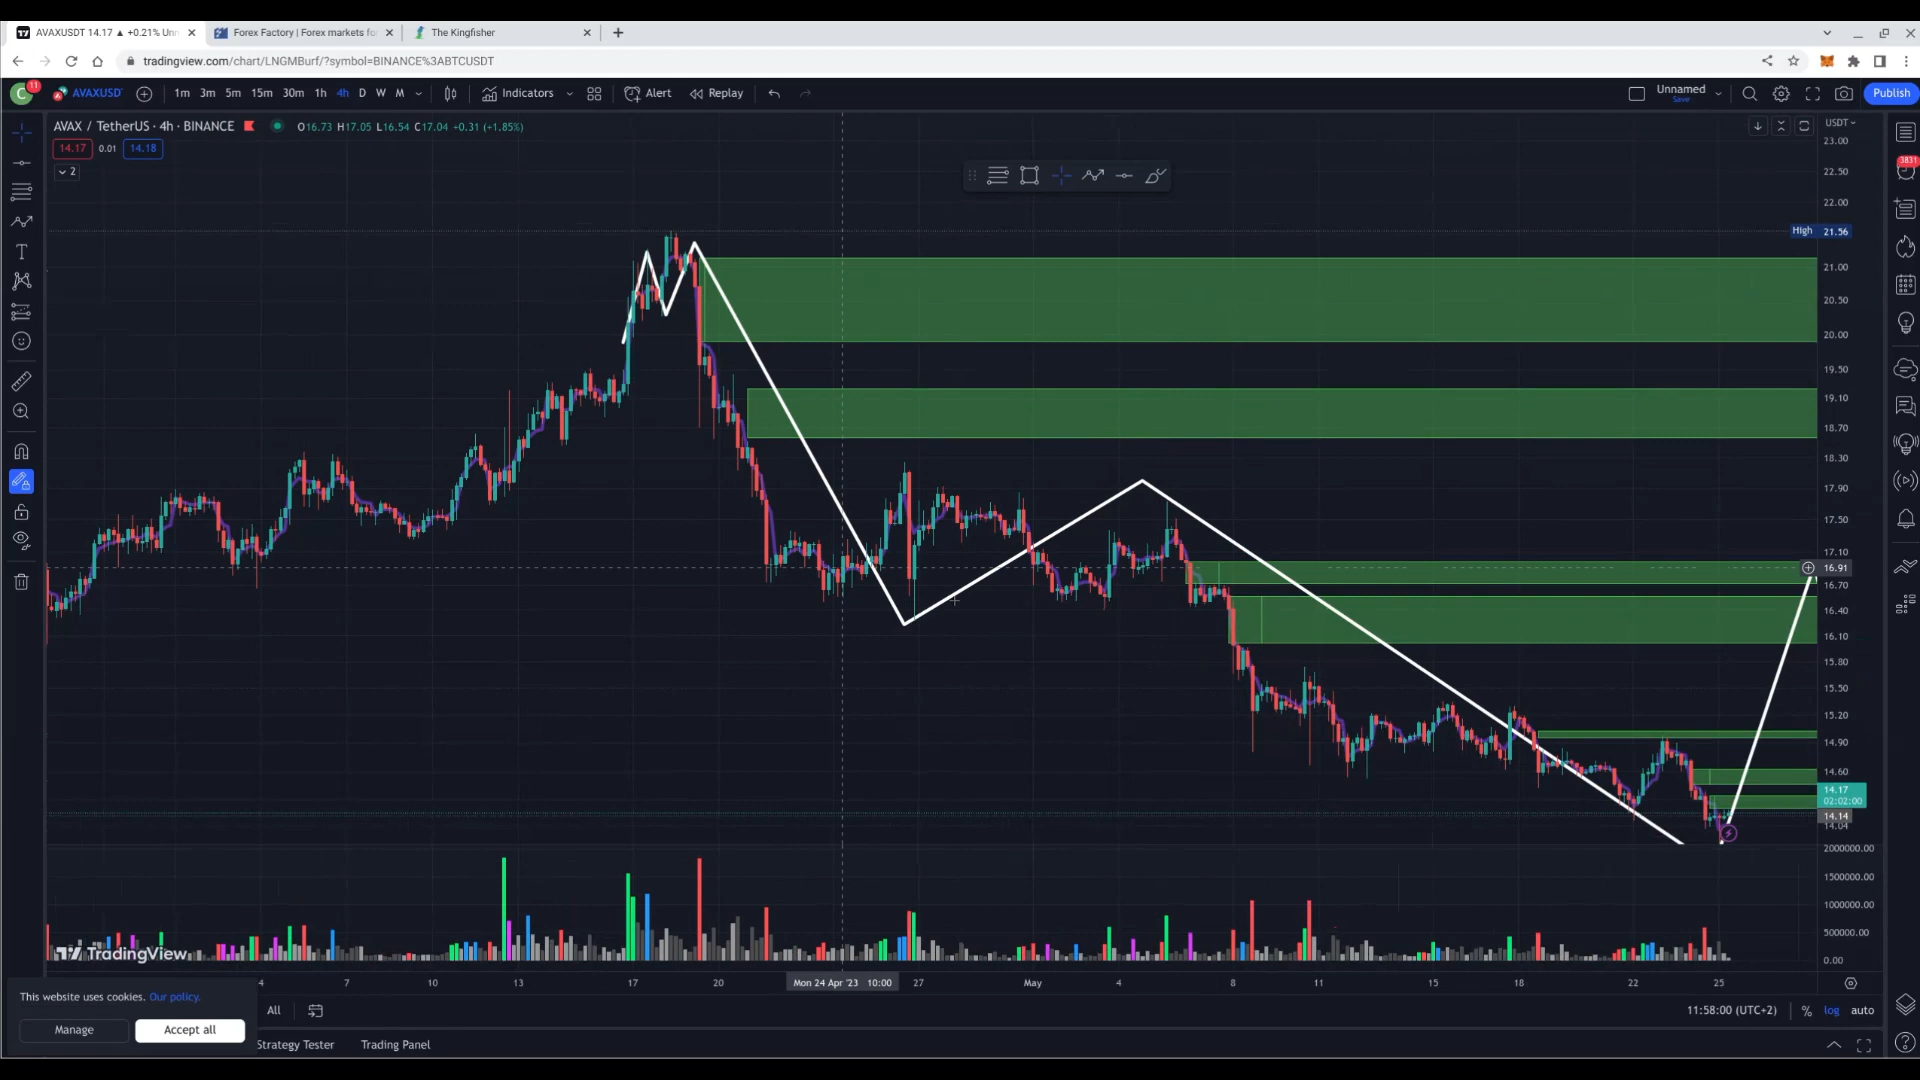 AVAXUSDT 14.17 ▲ +0.21% Unn
Forex Factory | Forex markets fo
The Kingfisher
tradingview.com/chart/LNGMBurf/?symbol=BINANCE%3ABTCUSDT
C 11 AVAXUSD 1m 3m 5m 15m 30m 1h 4h D W M Indicators Alert Replay Unnamed Save Publish
AVAX / TetherUS · 4h · BINANCE O16.73 H17.05 L16.54 C17.04 +0.31 (+1.85%) USDT
14.17 0.01 14.18
2
23.00
3831
22.50
22.00
High 21.56
21.00
20.50
20.00
19.50
19.10
18.70
18.30
17.90
17.50
17.10
16.91
16.70
16.40
16.10
15.80
15.50
15.20
14.90
14.60
14.17
02:02:00
14.14
14.04
2000000.00
1500000.00
1000000.00
500000.00
0.00
TradingView
4 7 10 13 17 20 Mon 24 Apr '23 10:00 27 May 4 8 11 15 18 22 25
This website uses cookies. Our policy.
Manage Accept all
All 11:58:00 (UTC+2) % log auto
Strategy Tester Trading Panel